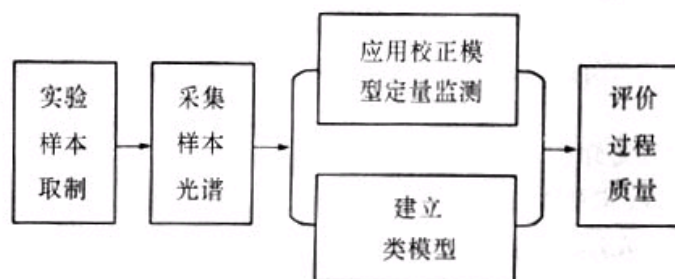 实验
样本
取制
采集
样本
光谱
应用校正模
型定量监测
建立
类模型
评价
过程
质量